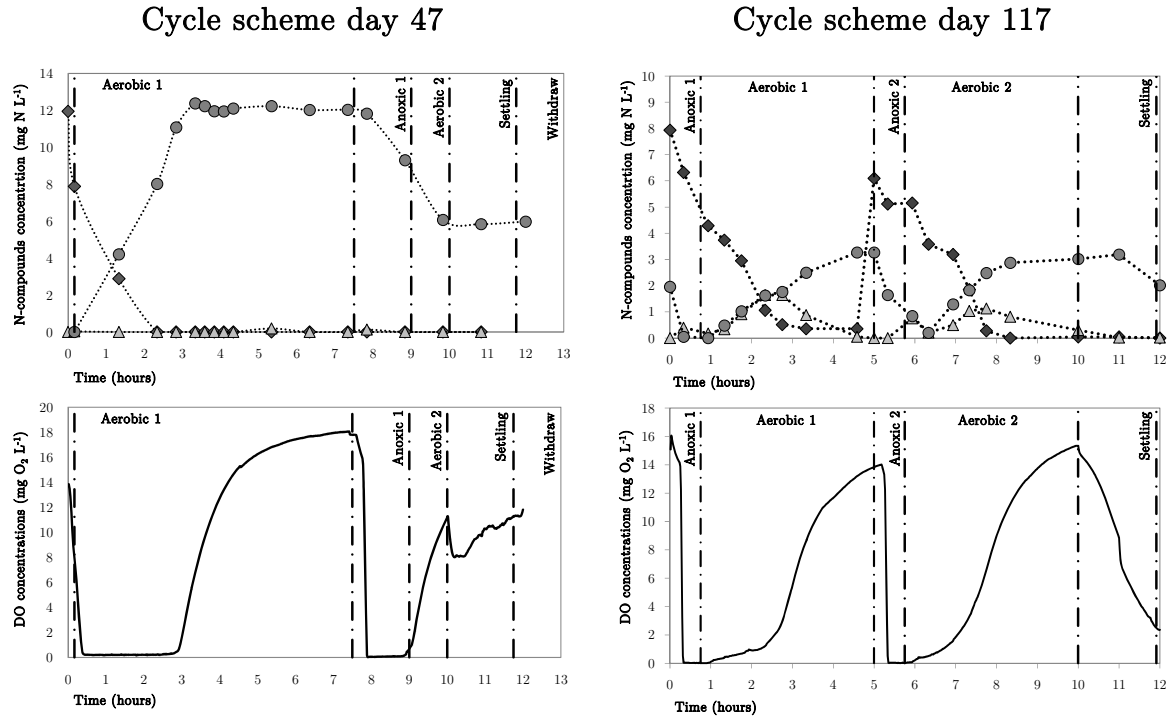 Cycle scheme day 47
14
12
10
8
6
4
2
0
N-compounds concentrtion (mg N L-1)
Aerobic 1
Anoxic 1
Aerobic 2
Settling
Withdraw
0 1 2 3 4 5 6 7 8 9 10 11 12 13
Time (hours)
20
18
16
14
12
10
8
6
4
2
0
DO concentrations (mg O2 L-1)
Aerobic 1
Anoxic 1
Aerobic 2
Settling
Withdraw
0 1 2 3 4 5 6 7 8 9 10 11 12 13
Time (hours)
Cycle scheme day 117
10
9
8
7
6
5
4
3
2
1
0
N-compounds concentrtion (mg N L-1)
Anoxic 1
Aerobic 1
Anoxic 2
Aerobic 2
Settling
0 1 2 3 4 5 6 7 8 9 10 11 12
Time (hours)
18
16
14
12
10
8
6
4
2
0
DO concentrations (mg O2 L-1)
Anoxic 1
Aerobic 1
Anoxic 2
Aerobic 2
Settling
0 1 2 3 4 5 6 7 8 9 10 11 12
Time (hours)